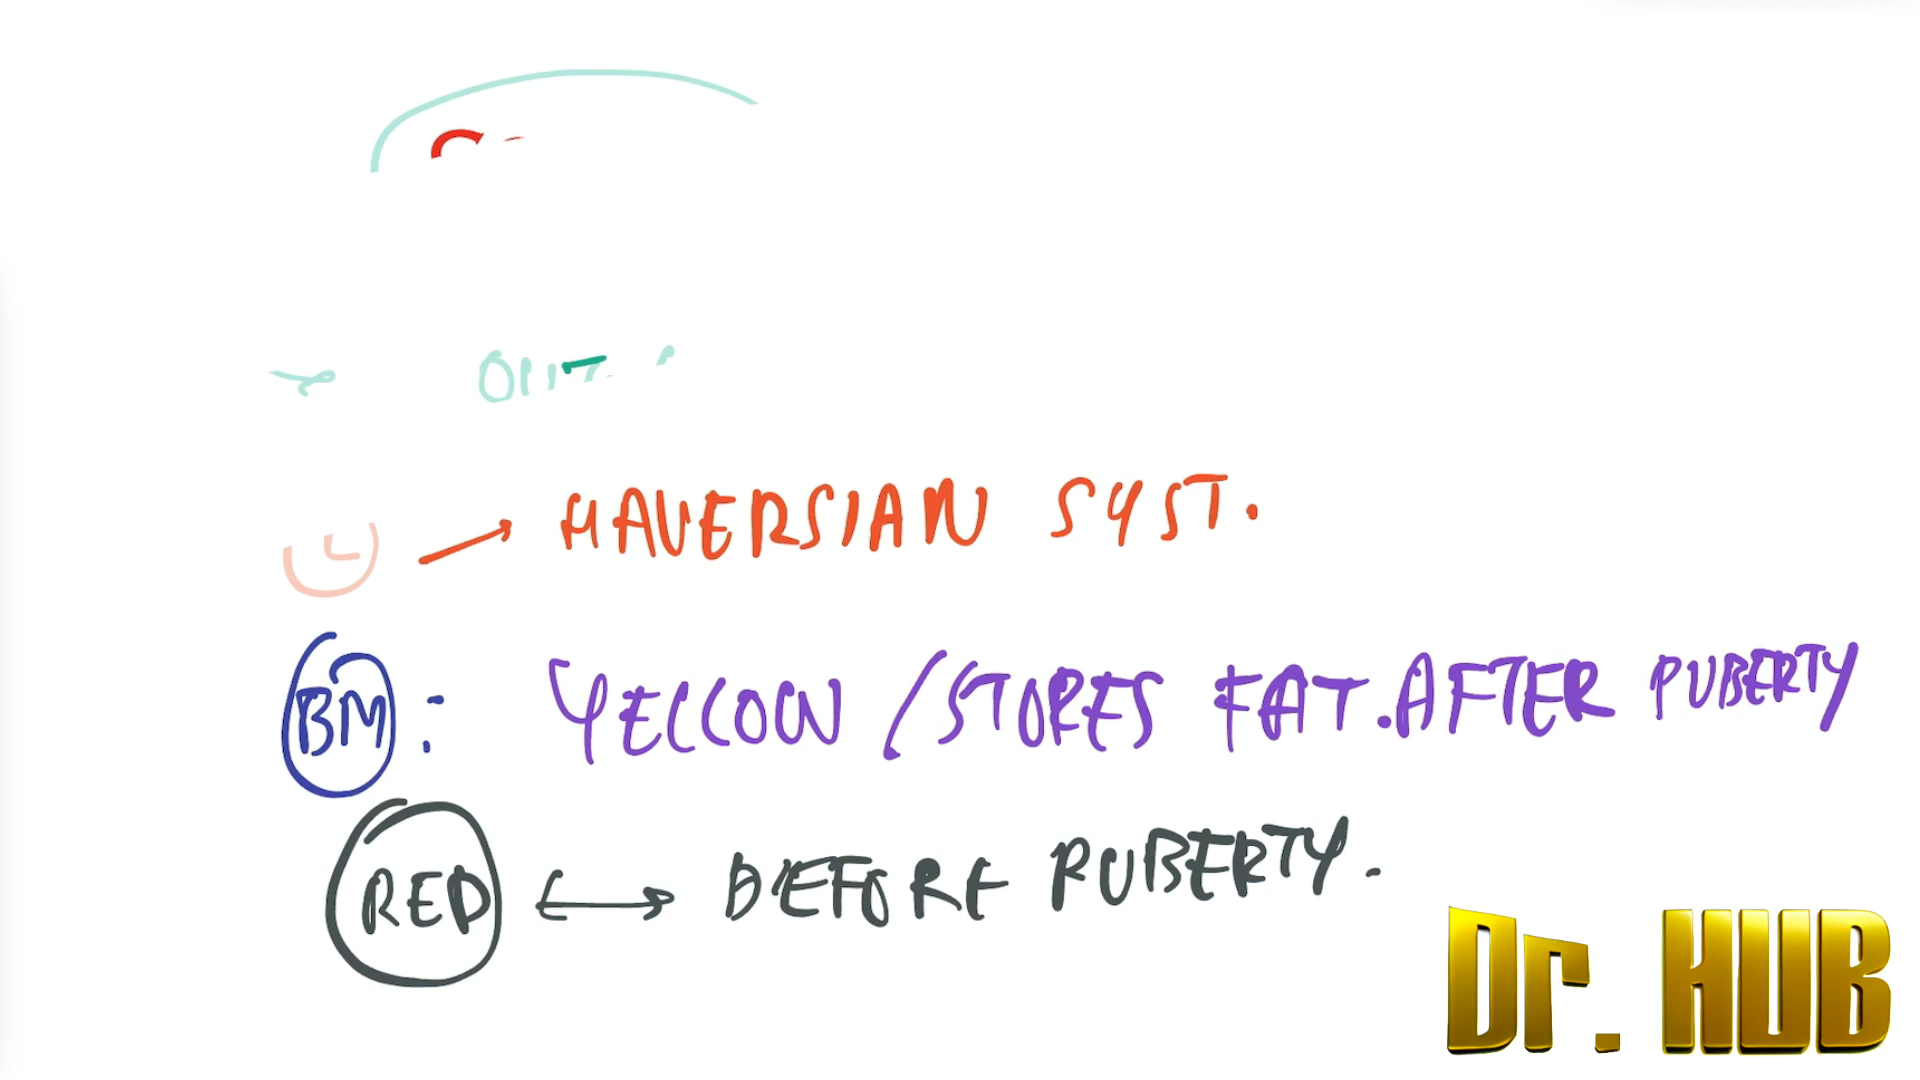 → HAVERSIAN SYST.
BM: YELLOW / STORES FAT. AFTER PUBERTY
RED ↔ BEFORE PUBERTY.
Dr. HUB